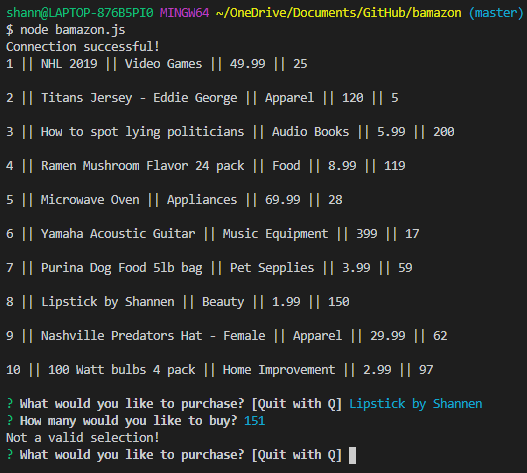 shann@LAPTOP-876B5PI0 MINGW64 ~/OneDrive/Documents/GitHub/bamazon (master)
$ node bamazon.js
Connection successful!
1 || NHL 2019 || Video Games || 49.99 || 25
2 || Titans Jersey - Eddie George || Apparel || 120 || 5
3 || How to spot lying politicians || Audio Books || 5.99 || 200
4 || Ramen Mushroom Flavor 24 pack || Food || 8.99 || 119
5 || Microwave Oven || Appliances || 69.99 || 28
6 || Yamaha Acoustic Guitar || Music Equipment || 399 || 17
7 || Purina Dog Food 5lb bag || Pet Sepplies || 3.99 || 59
8 || Lipstick by Shannen || Beauty || 1.99 || 150
9 || Nashville Predators Hat - Female || Apparel || 29.99 || 62
10 || 100 Watt bulbs 4 pack || Home Improvement || 2.99 || 97
? What would you like to purchase? [Quit with Q] Lipstick by Shannen
? How many would you like to buy? 151
Not a valid selection!
? What would you like to purchase? [Quit with Q]